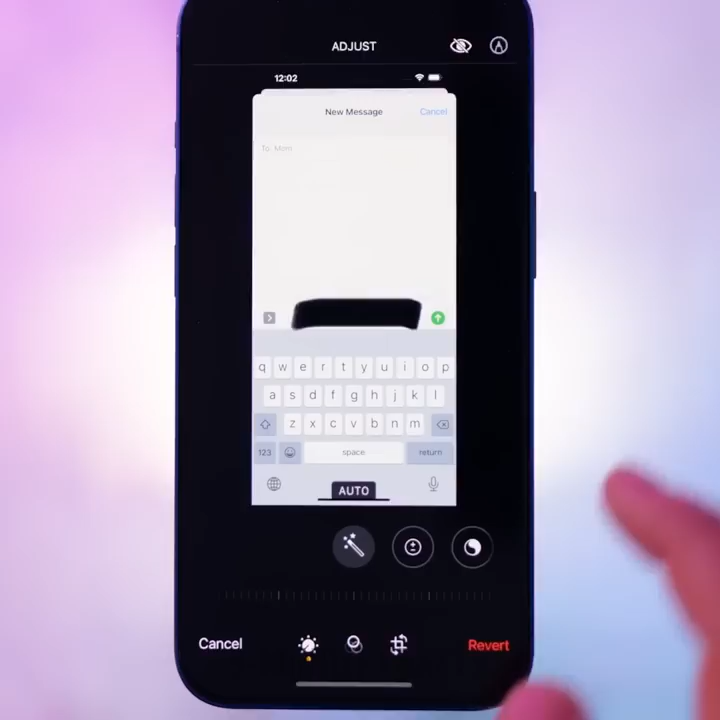 ADJUST
12:02
New Message Cancel
To: Mom
q w e r t y u i o p
a s d f g h j k l
z x c v b n m
123 space return
AUTO
Cancel Revert